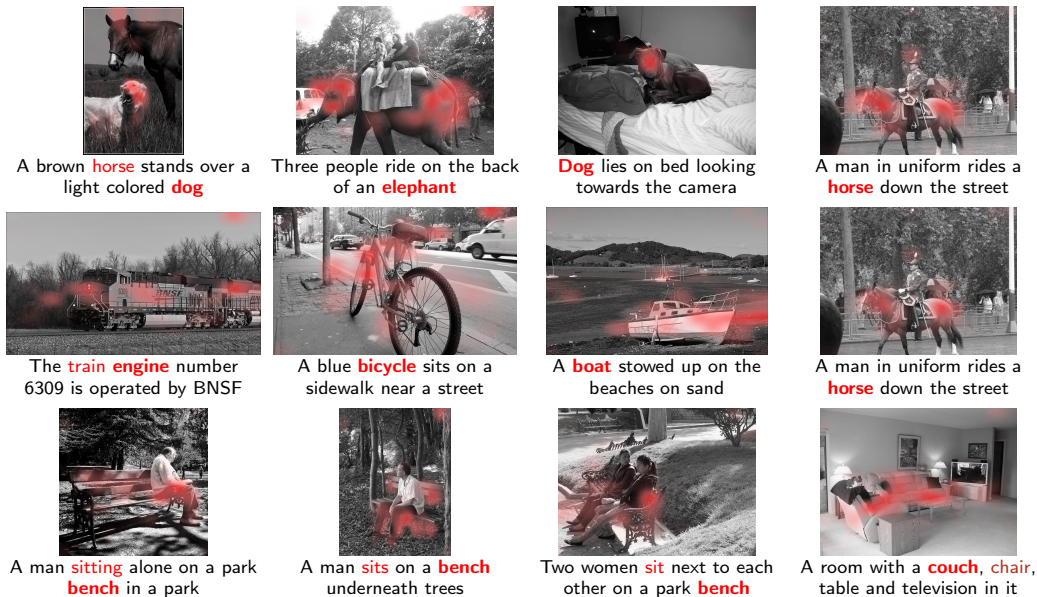 A brown horse stands over a
light colored dog
Three people ride on the back
of an elephant
Dog lies on bed looking
towards the camera
A man in uniform rides a
horse down the street
BNSF
The train engine number
6309 is operated by BNSF
A blue bicycle sits on a
sidewalk near a street
A boat stowed up on the
beaches on sand
A man in uniform rides a
horse down the street
A man sitting alone on a park
bench in a park
A man sits on a bench
underneath trees
Two women sit next to each
other on a park bench
A room with a couch, chair,
table and television in it